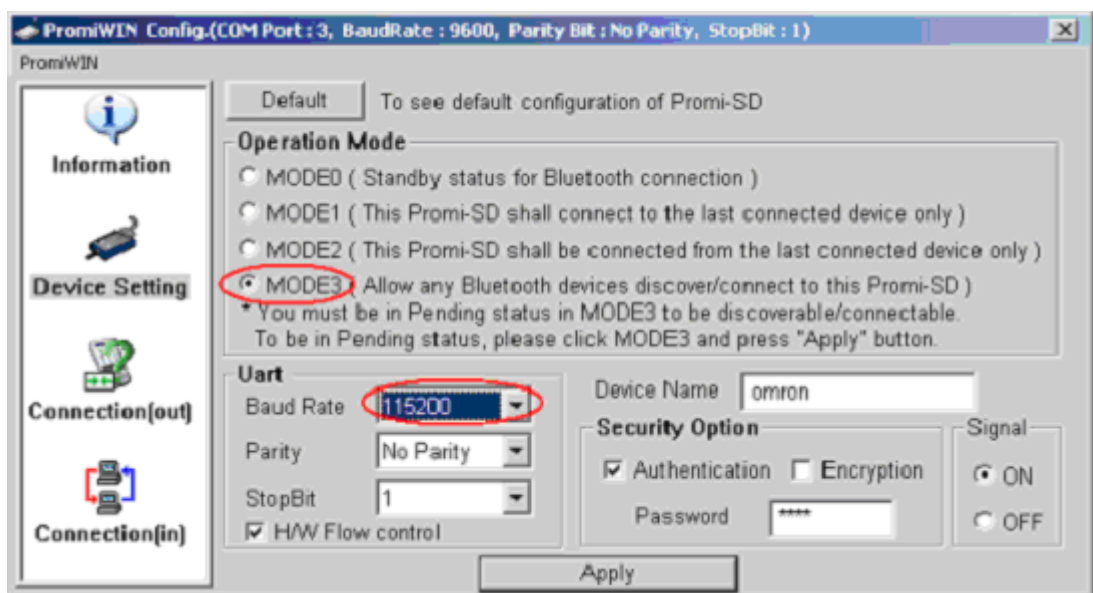 PromiWIN Config.(COM Port : 3, BaudRate : 9600, Parity Bit : No Parity, StopBit : 1)
PromiWIN
Information
Device Setting
Connection(out)
Connection(in)
Default To see default configuration of Promi-SD
Operation Mode
MODE0 ( Standby status for Bluetooth connection )
MODE1 ( This Promi-SD shall connect to the last connected device only )
MODE2 ( This Promi-SD shall be connected from the last connected device only )
MODE3 ( Allow any Bluetooth devices discover/connect to this Promi-SD )
* You must be in Pending status in MODE3 to be discoverable/connectable.
To be in Pending status, please click MODE3 and press "Apply" button.
Uart
Baud Rate 115200
Parity No Parity
StopBit 1
H/W Flow control
Device Name omron
Security Option
Authentication Encryption
Password ****
Signal
ON
OFF
Apply